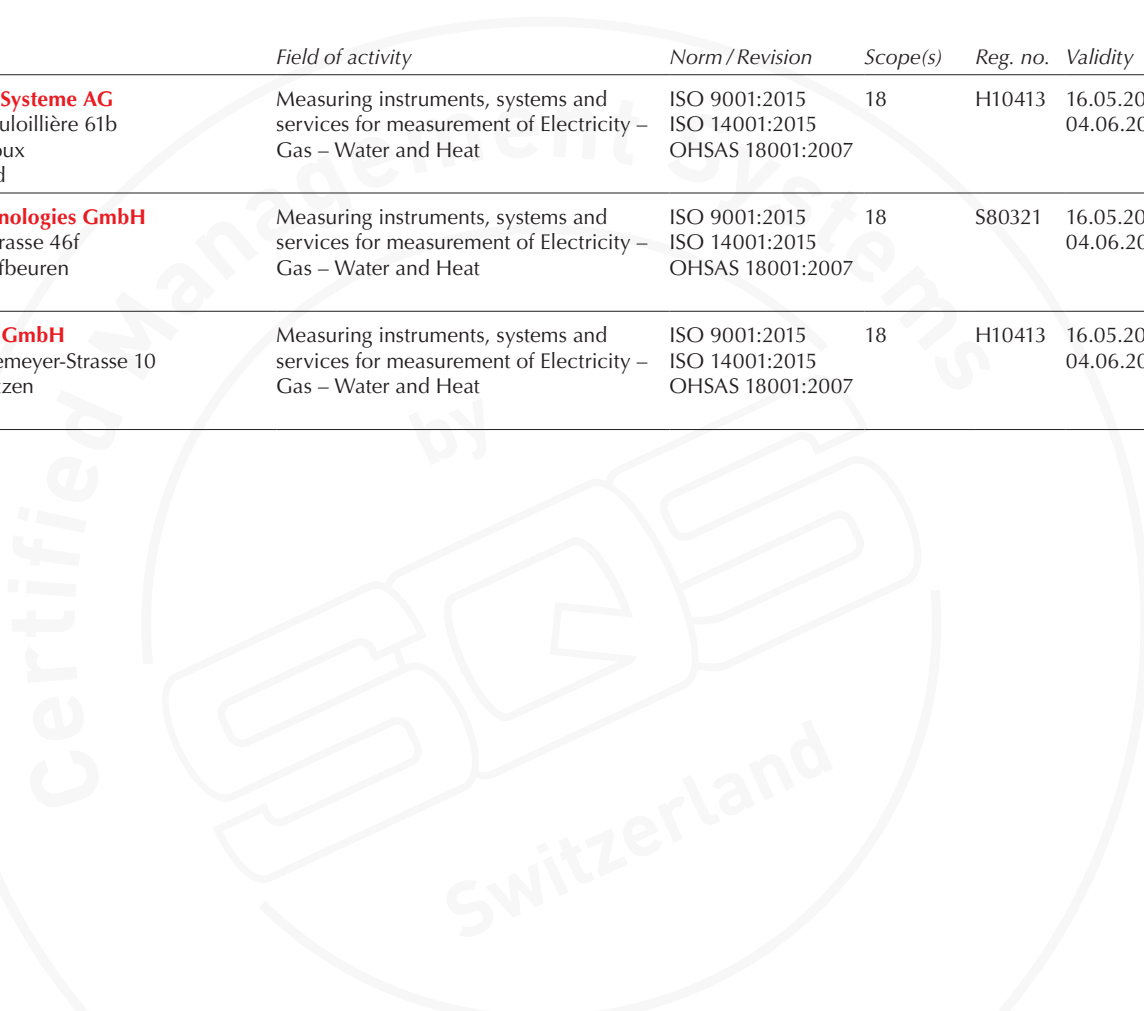 Field of activity Norm / Revision Scope(s) Reg. no. Validity
Systeme AG Measuring instruments, systems and ISO 9001:2015 18 H10413 16.05.20
uloillière 61b services for measurement of Electricity – ISO 14001:2015 04.06.20
oux Gas – Water and Heat OHSAS 18001:2007
d
nologies GmbH Measuring instruments, systems and ISO 9001:2015 18 S80321 16.05.20
rasse 46f services for measurement of Electricity – ISO 14001:2015 04.06.20
fbeuren Gas – Water and Heat OHSAS 18001:2007
GmbH Measuring instruments, systems and ISO 9001:2015 18 H10413 16.05.20
emeyer-Strasse 10 services for measurement of Electricity – ISO 14001:2015 04.06.20
zen Gas – Water and Heat OHSAS 18001:2007
Certified Management Systems
by
SQS
Switzerland